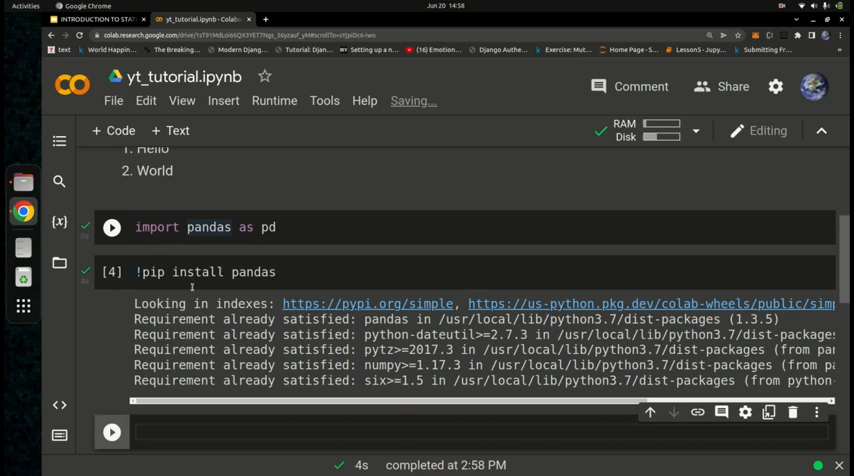 Activities Google Chrome Jun 20 14:58
INTRODUCTION TO STATI yt_tutorial.ipynb - Colabo
text World Happin... The Breaking... Modern Djang... Tutorial: Djan... Setting up a n... (21) Emotion... Django Authe... Exercise: Mut... Home Page - S... Lesson5 - Jupyt... Submitting Fr...
yt_tutorial.ipynb
File Edit View Insert Runtime Tools Help Saving...
Comment Share
+ Code + Text
RAM
Disk
Editing
1. Hello
2. World
import pandas as pd
0s
[4] !pip install pandas
4s
Looking in indexes: https://pypi.org/simple, https://us-python.pkg.dev/colab-wheels/public/simp
Requirement already satisfied: pandas in /usr/local/lib/python3.7/dist-packages (1.3.5)
Requirement already satisfied: python-dateutil>=2.7.3 in /usr/local/lib/python3.7/dist-packages
Requirement already satisfied: pytz>=2017.3 in /usr/local/lib/python3.7/dist-packages (from pan
Requirement already satisfied: numpy>=1.17.3 in /usr/local/lib/python3.7/dist-packages (from pa
Requirement already satisfied: six>=1.5 in /usr/local/lib/python3.7/dist-packages (from python-
4s completed at 2:58 PM